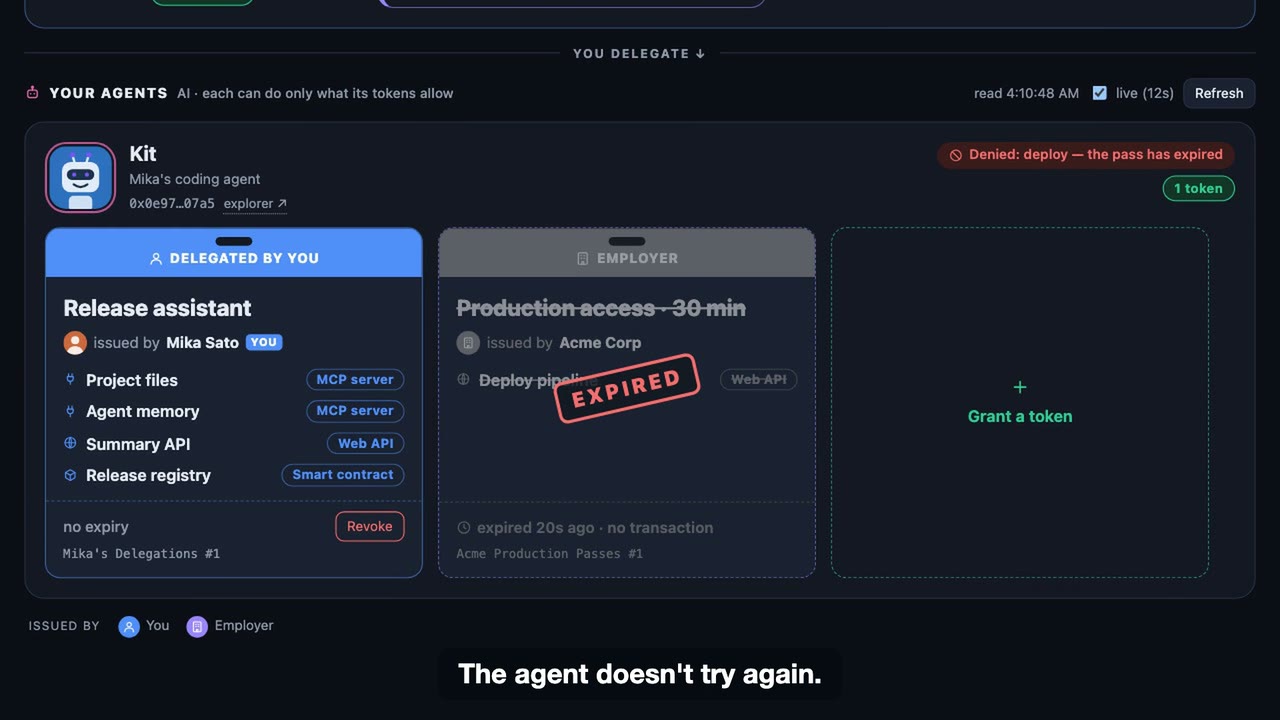 YOU DELEGATE ↓
YOUR AGENTS AI · each can do only what its tokens allow
read 4:10:48 AM live (12s) Refresh
Kit
Mika's coding agent
0x0e97…07a5 explorer ↗
Denied: deploy — the pass has expired
1 token
DELEGATED BY YOU
Release assistant
issued by Mika Sato YOU
Project files MCP server
Agent memory MCP server
Summary API Web API
Release registry Smart contract
no expiry Revoke
Mika's Delegations #1
EMPLOYER
Production access · 30 min
issued by Acme Corp
Deploy pipeline Web API
EXPIRED
expired 20s ago · no transaction
Acme Production Passes #1
+
Grant a token
ISSUED BY You Employer
The agent doesn't try again.